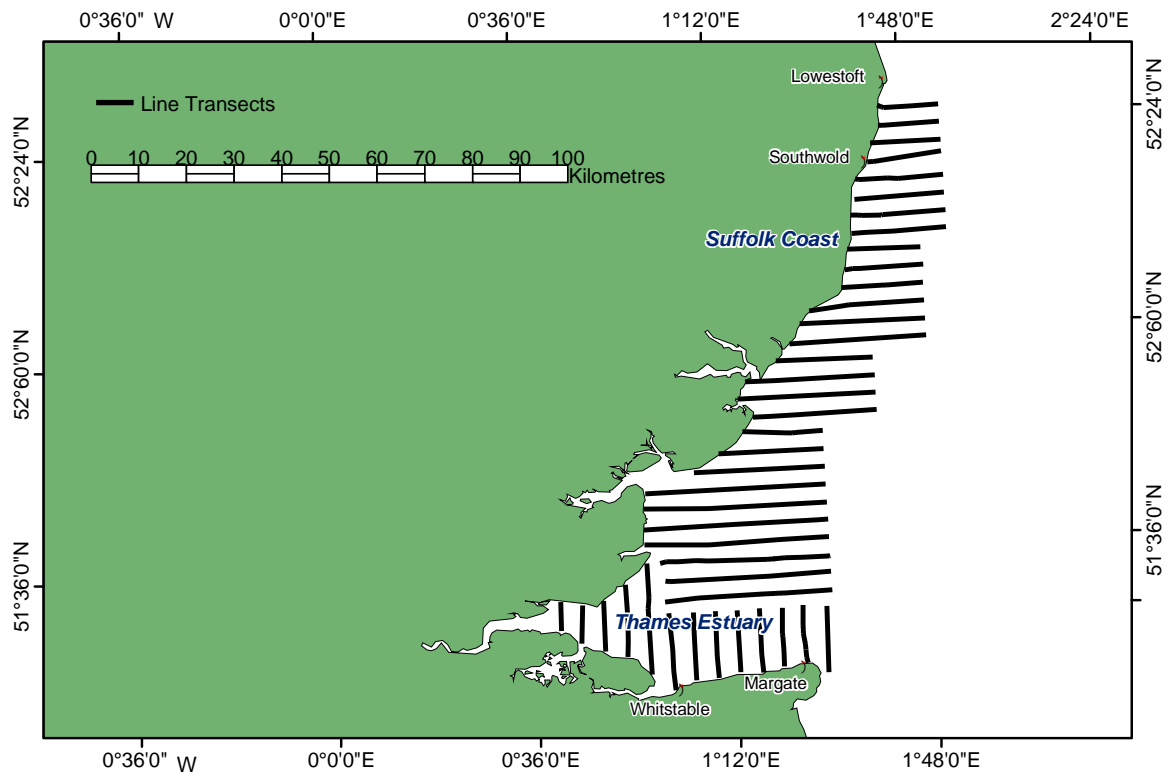 0°36'0" W 0°0'0"E 0°36'0"E 1°12'0"E 1°48'0"E 2°24'0"E
Lowestoft
Line Transects
52°24'0"N
52°24'0"N
0 10 20 30 40 50 60 70 80 90 100
Kilometres
Southwold
Suffolk Coast
52°60'0"N
52°60'0"N
51°36'0"N
51°36'0"N
Thames Estuary
Margate
Whitstable
0°36'0" W 0°00'0"E 0°36'0"E 1°12'0"E 1°48'0"E